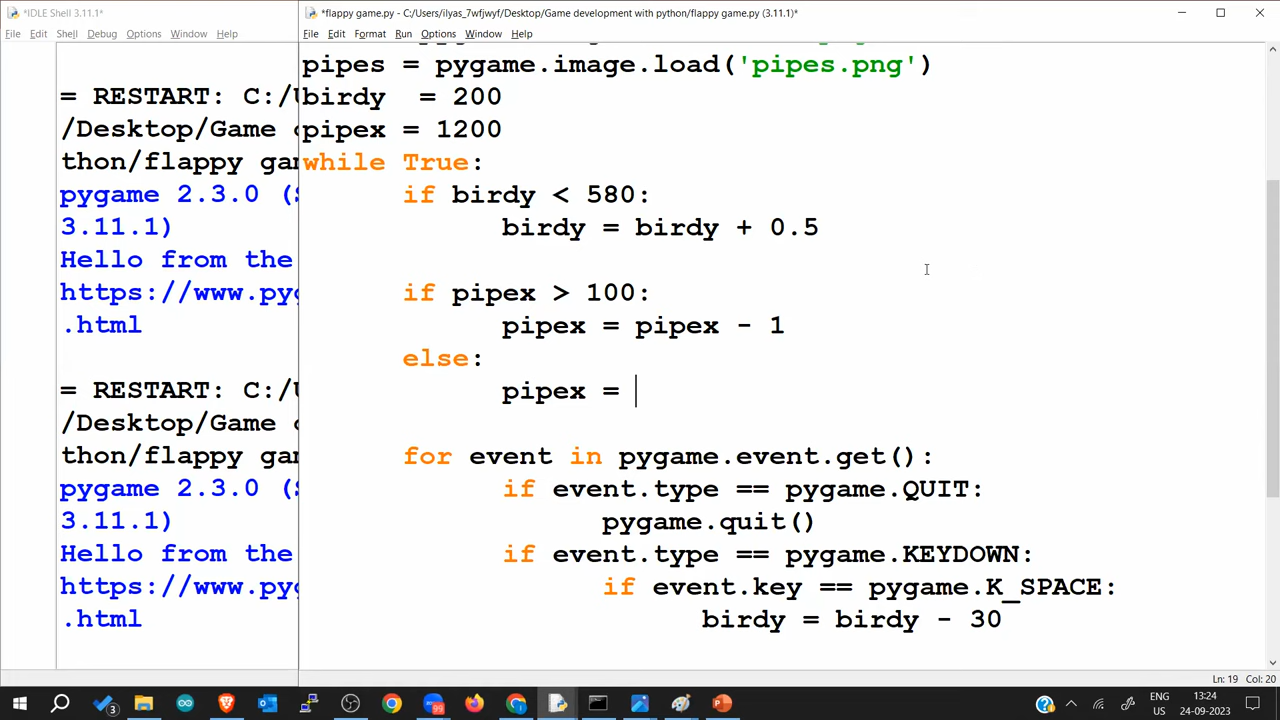 *IDLE Shell 3.11.1*
File Edit Shell Debug Options Window Help
= RESTART: C:/U
/Desktop/Game
thon/flappy gam
pygame 2.3.0 (S
3.11.1)
Hello from the
https://www.pyg
.html
= RESTART: C:/U
/Desktop/Game
thon/flappy gam
pygame 2.3.0 (S
3.11.1)
Hello from the
https://www.pyg
.html
*flappy game.py - C:/Users/ilyas_7wfjwyf/Desktop/Game development with python/flappy game.py (3.11.1)*
File Edit Format Run Options Window Help
pipes = pygame.image.load('pipes.png')
birdy  = 200
pipex = 1200
while True:
if birdy < 580:
birdy = birdy + 0.5
if pipex > 100:
pipex = pipex - 1
else:
pipex =
for event in pygame.event.get():
if event.type == pygame.QUIT:
pygame.quit()
if event.type == pygame.KEYDOWN:
if event.key == pygame.K_SPACE:
birdy = birdy - 30
Ln: 19 Col: 20
3
99
ENG
US
13:24
24-09-2023